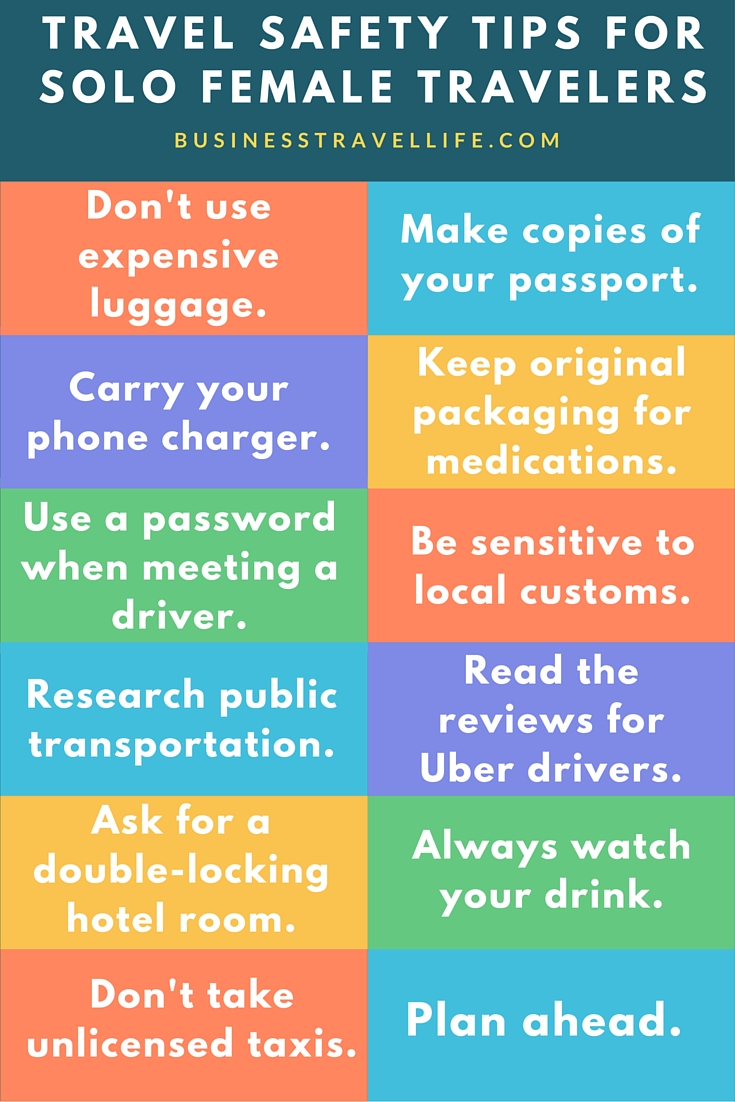 TRAVEL SAFETY TIPS FOR
SOLO FEMALE TRAVELERS
BUSINESSTRAVELLIFE.COM
Don't use
expensive
luggage.
Make copies of
your passport.
Carry your
phone charger.
Keep original
packaging for
medications.
Use a password
when meeting a
driver.
Be sensitive to
local customs.
Research public
transportation.
Read the
reviews for
Uber drivers.
Ask for a
double-locking
hotel room.
Always watch
your drink.
Don't take
unlicensed taxis.
Plan ahead.